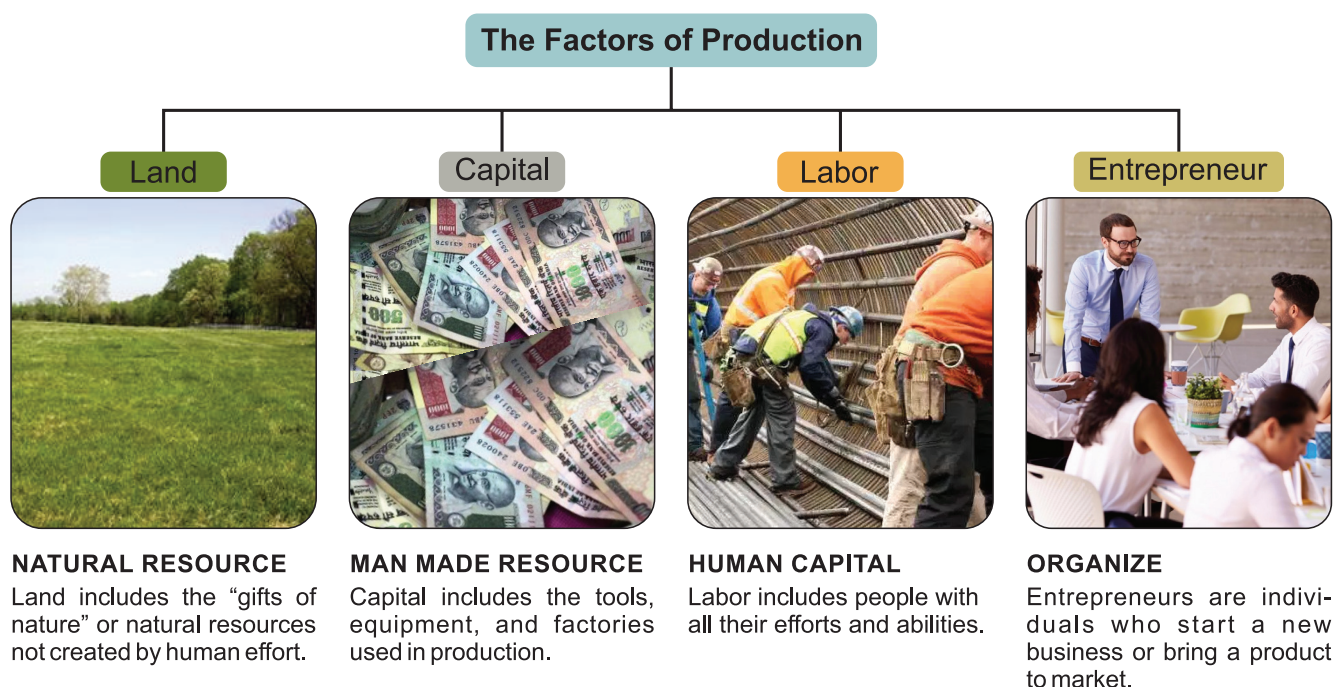 The Factors of Production
Land
Capital
Labor
Entrepreneur
NATURAL RESOURCE
Land includes the “gifts of
nature” or natural resources
not created by human effort.
MAN MADE RESOURCE
Capital includes the tools,
equipment, and factories
used in production.
HUMAN CAPITAL
Labor includes people with
all their efforts and abilities.
ORGANIZE
Entrepreneurs are indivi-
duals who start a new
business or bring a product
to market.